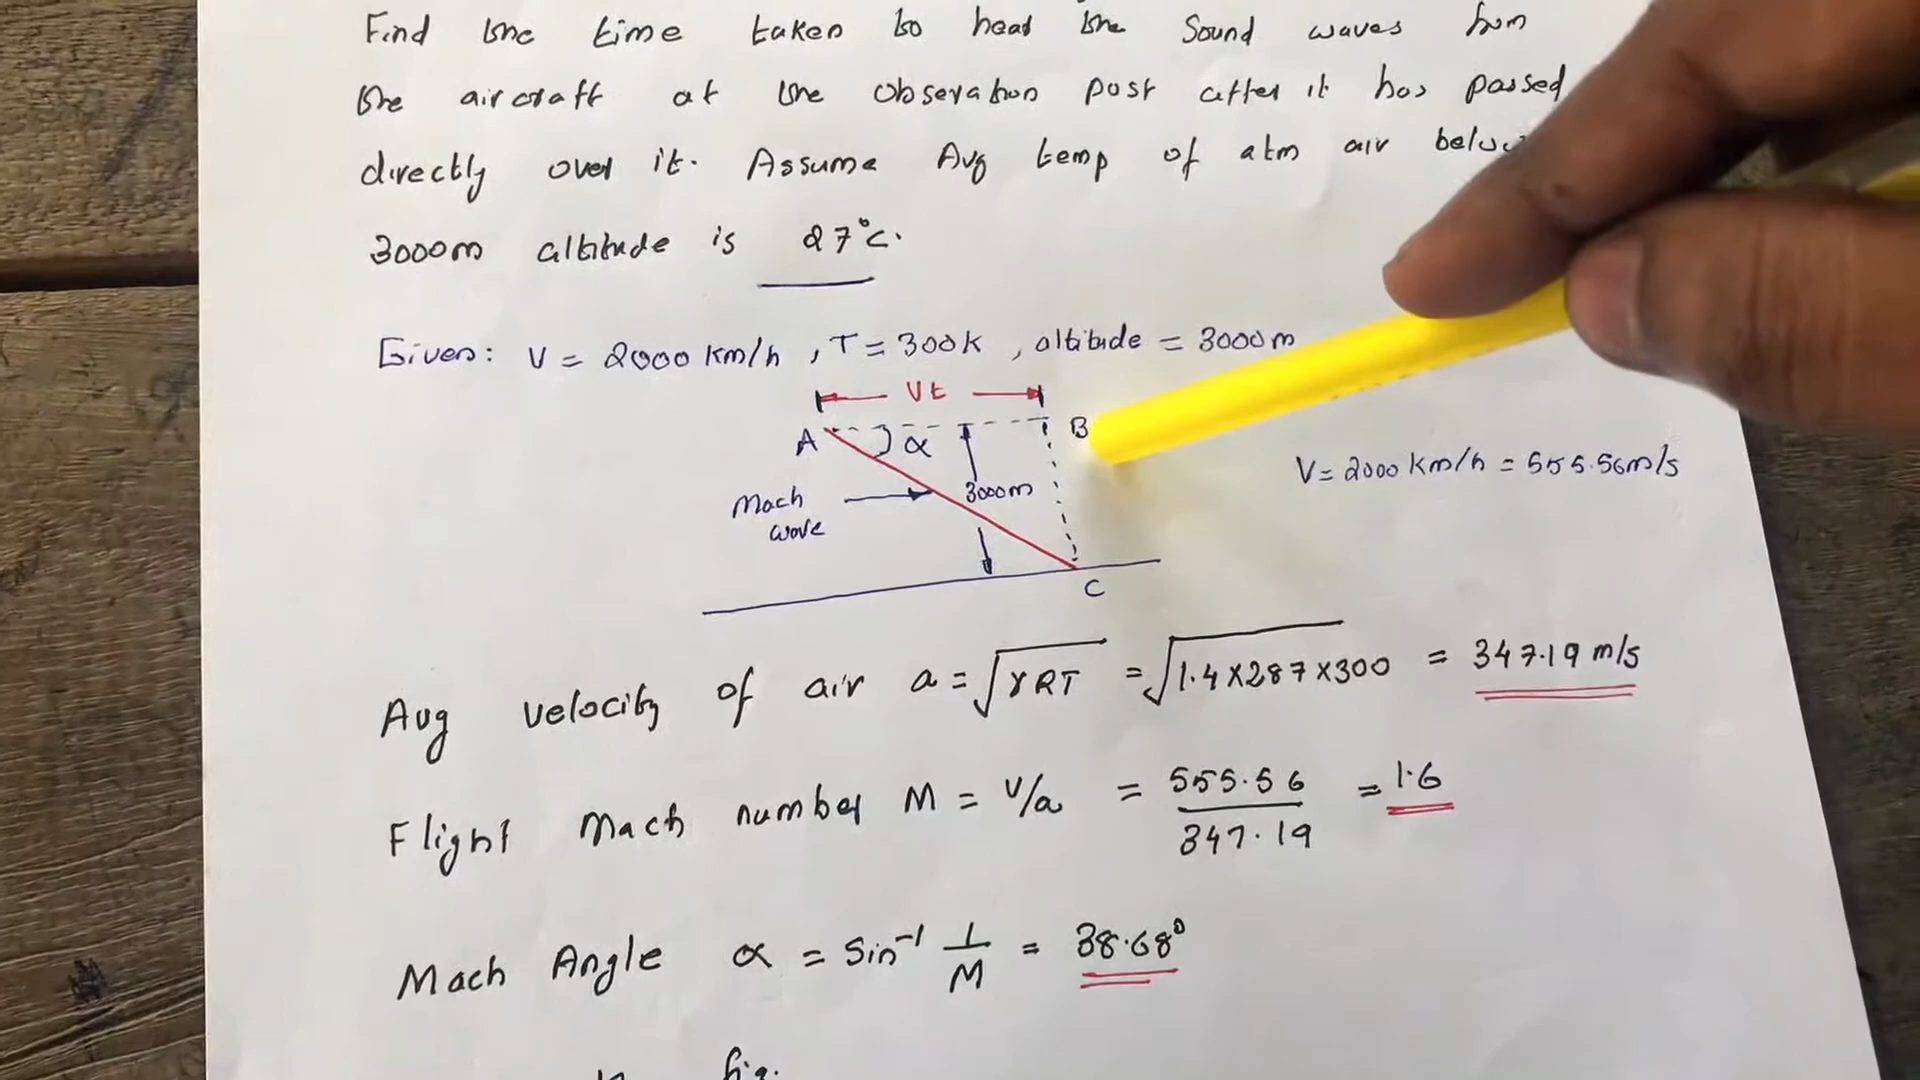 Find the time taken to hear the Sound waves from
the aircraft at the Observation post after it has passed
directly over it. Assume Avg temp of atm air below
3000m altitude is 27°C.
Given: V = 2000 km/h , T = 300K , altitude = 3000m
Vt
A α B
3000m
Mach
wave
C
V = 2000 Km/h = 555.56m/s
Avg velocity of air a = √γRT = √1.4×287×300 = 347.19 m/s
Flight Mach number M = V/a = 555.56/347.19 = 1.6
Mach Angle α = Sin⁻¹ 1/M = 38.68°
fig.